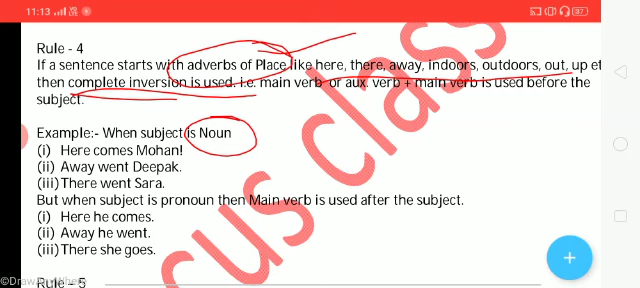 11:13
87
Rule - 4
If a sentence starts with adverbs of Place like here, there, away, indoors, outdoors, out, up et
then complete inversion is used. i.e. main verb or aux. verb + main verb is used before the
subject.
Example:- When subject is Noun
(i) Here comes Mohan!
(ii) Away went Deepak.
(iii) There went Sara.
But when subject is pronoun then Main verb is used after the subject.
(i) Here he comes.
(ii) Away he went.
(iii) There she goes.
Rule - 5
cus class
+